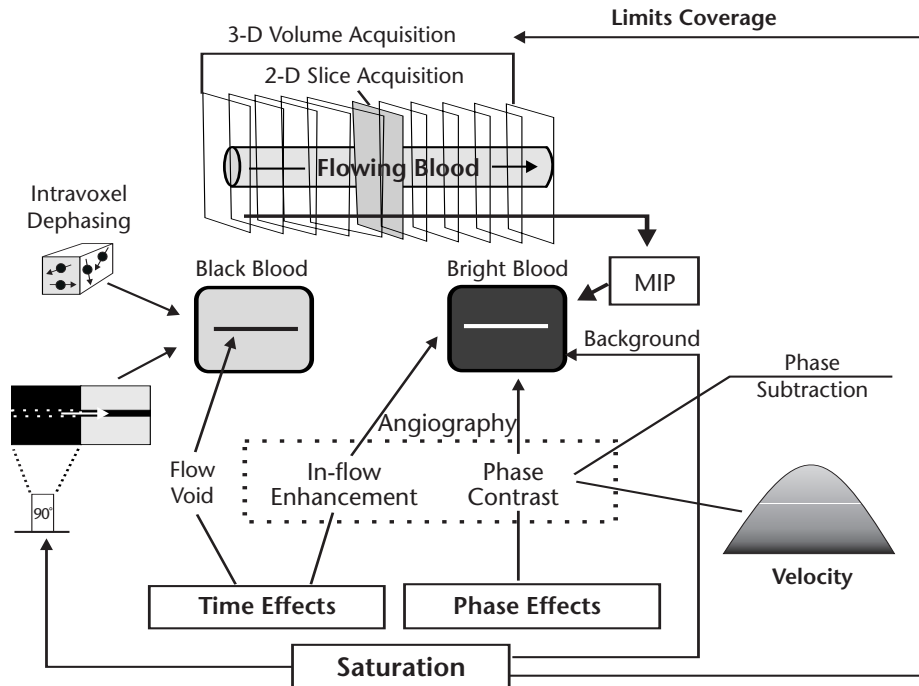 Limits Coverage
3-D Volume Acquisition
2-D Slice Acquisition
Flowing Blood
Intravoxel
Dephasing
Black Blood
Bright Blood
MIP
Background
Phase
Subtraction
Angiography
Flow
Void
In-flow
Enhancement
Phase
Contrast
90°
Velocity
Time Effects
Phase Effects
Saturation